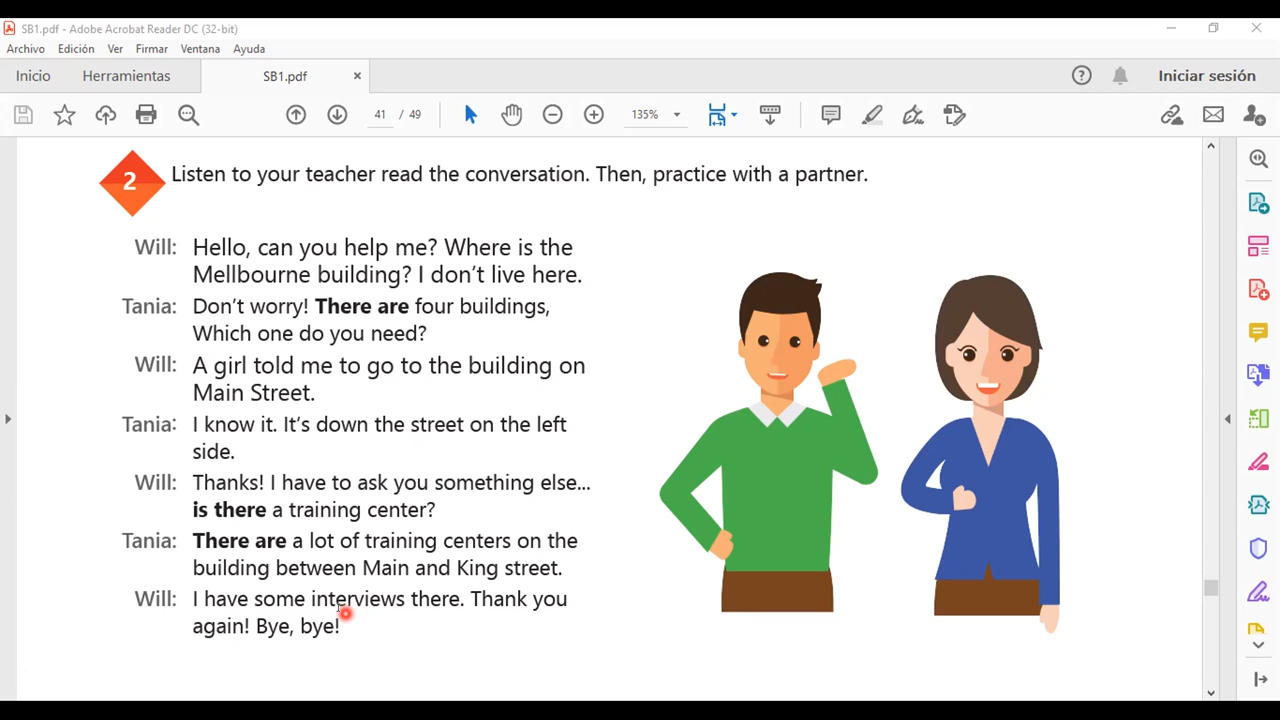 SB1.pdf - Adobe Acrobat Reader DC (32-bit)
Archivo Edición Ver Firmar Ventana Ayuda
Inicio Herramientas SB1.pdf × Iniciar sesión
41 / 49 135%
2 Listen to your teacher read the conversation. Then, practice with a partner.
Will: Hello, can you help me? Where is the
Mellbourne building? I don't live here.
Tania: Don't worry! There are four buildings,
Which one do you need?
Will: A girl told me to go to the building on
Main Street.
Tania: I know it. It's down the street on the left
side.
Will: Thanks! I have to ask you something else...
is there a training center?
Tania: There are a lot of training centers on the
building between Main and King street.
Will: I have some interviews there. Thank you
again! Bye, bye!